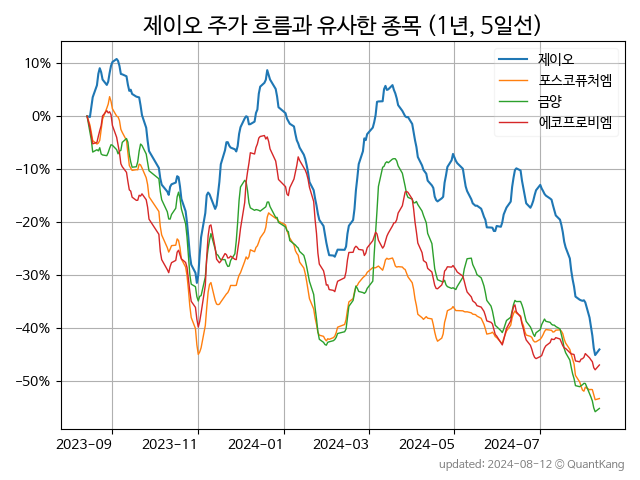 제이오 주가 흐름과 유사한 종목 (1년, 5일선)
제이오
포스코퓨처엠
금양
에코프로비엠
10%
0%
−10%
−20%
−30%
−40%
−50%
2023-09 2023-11 2024-01 2024-03 2024-05 2024-07
updated: 2024-08-12 © QuantKang